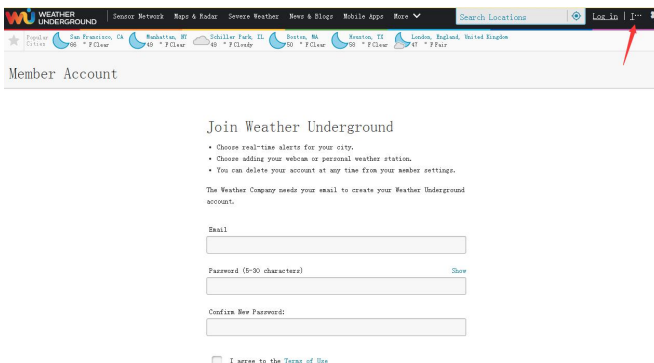 WEATHER
UNDERGROUND
Sensor Network Maps & Radar Severe Weather News & Blogs Mobile Apps More
Search Locations
Log in | J...
Popular Cities
San Francisco, CA
66 ° F Clear
Manhattan, NY
49 ° F Clear
Schiller Park, IL
49 ° F Cloudy
Boston, MA
50 ° F Clear
Houston, TX
58 ° F Clear
London, England, United Kingdom
47 ° F Fair
Member Account
Join Weather Underground
• Choose real-time alerts for your city.
• Choose adding your webcam or personal weather station.
• You can delete your account at any time from your member settings.
The Weather Company needs your email to create your Weather Underground
account.
Email
Password (5-30 characters) Show
Confirm New Password:
I agree to the Terms of Use